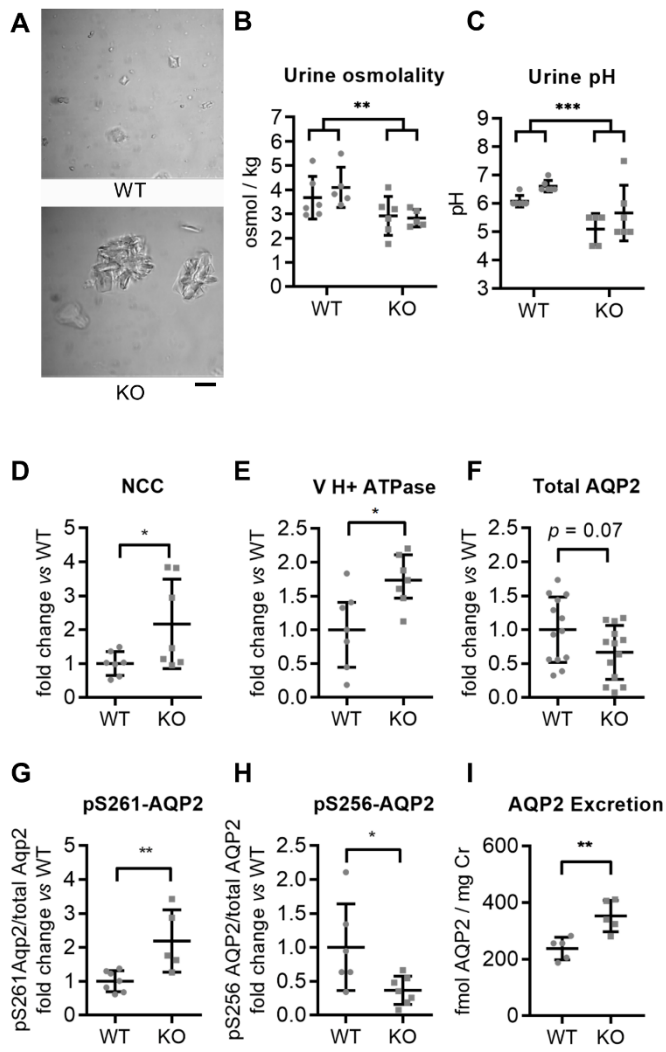 A
WT
KO
B
Urine osmolality
**
osmol / kg
7
6
5
4
3
2
1
0
WT KO
C
Urine pH
***
pH
9
8
7
6
5
4
3
WT KO
D
NCC
*
fold change vs WT
5
4
3
2
1
0
WT KO
E
V H+ ATPase
*
fold change vs WT
2.5
2.0
1.5
1.0
0.5
0.0
WT KO
F
Total AQP2
p = 0.07
fold change vs WT
2.5
2.0
1.5
1.0
0.5
0.0
WT KO
G
pS261-AQP2
**
pS261Aqp2/total Aqp2
fold change vs WT
5
4
3
2
1
0
WT KO
H
pS256-AQP2
*
pS256 AQP2/total AQP2
fold change vs WT
2.5
2.0
1.5
1.0
0.5
0.0
WT KO
I
AQP2 Excretion
**
fmol AQP2 / mg Cr
600
400
200
0
WT KO